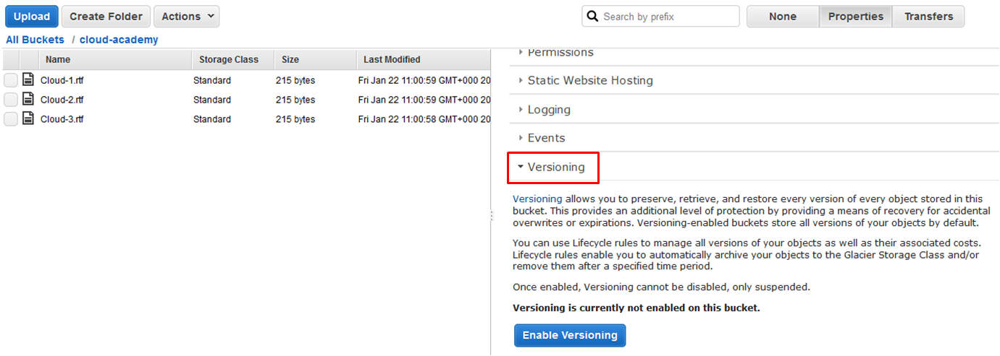 Upload Create Folder Actions Search by prefix None Properties Transfers
All Buckets / cloud-academy
Name Storage Class Size Last Modified
Cloud-1.rtf Standard 215 bytes Fri Jan 22 11:00:59 GMT+000 20
Cloud-2.rtf Standard 215 bytes Fri Jan 22 11:00:59 GMT+000 20
Cloud-3.rtf Standard 215 bytes Fri Jan 22 11:00:58 GMT+000 20
Permissions
Static Website Hosting
Logging
Events
Versioning
Versioning allows you to preserve, retrieve, and restore every version of every object stored in this
bucket. This provides an additional level of protection by providing a means of recovery for accidental
overwrites or expirations. Versioning-enabled buckets store all versions of your objects by default.
You can use Lifecycle rules to manage all versions of your objects as well as their associated costs.
Lifecycle rules enable you to automatically archive your objects to the Glacier Storage Class and/or
remove them after a specified time period.
Once enabled, Versioning cannot be disabled, only suspended.
Versioning is currently not enabled on this bucket.
Enable Versioning